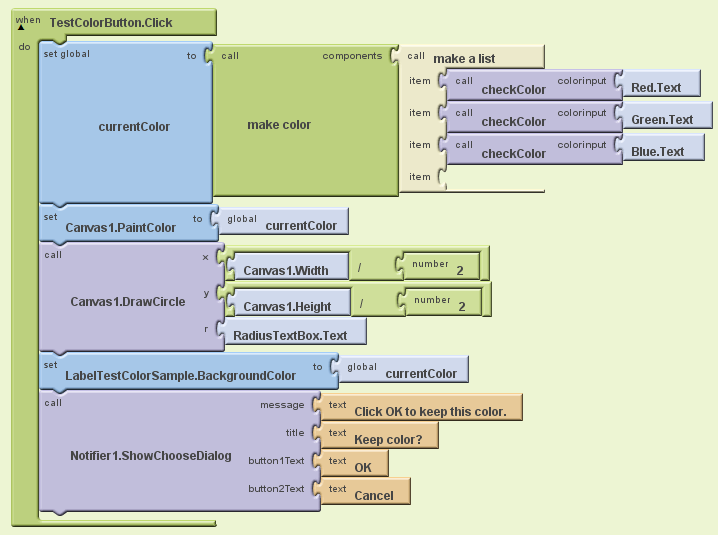 when TestColorButton.Click
do
set global to call components call make a list
currentColor make color
item call checkColor colorinput Red.Text
item call checkColor colorinput Green.Text
item call checkColor colorinput Blue.Text
item
set Canvas1.PaintColor to global currentColor
call Canvas1.DrawCircle
x Canvas1.Width / number 2
y Canvas1.Height / number 2
r RadiusTextBox.Text
set LabelTestColorSample.BackgroundColor to global currentColor
call Notifier1.ShowChooseDialog
message text Click OK to keep this color.
title text Keep color?
button1Text text OK
button2Text text Cancel